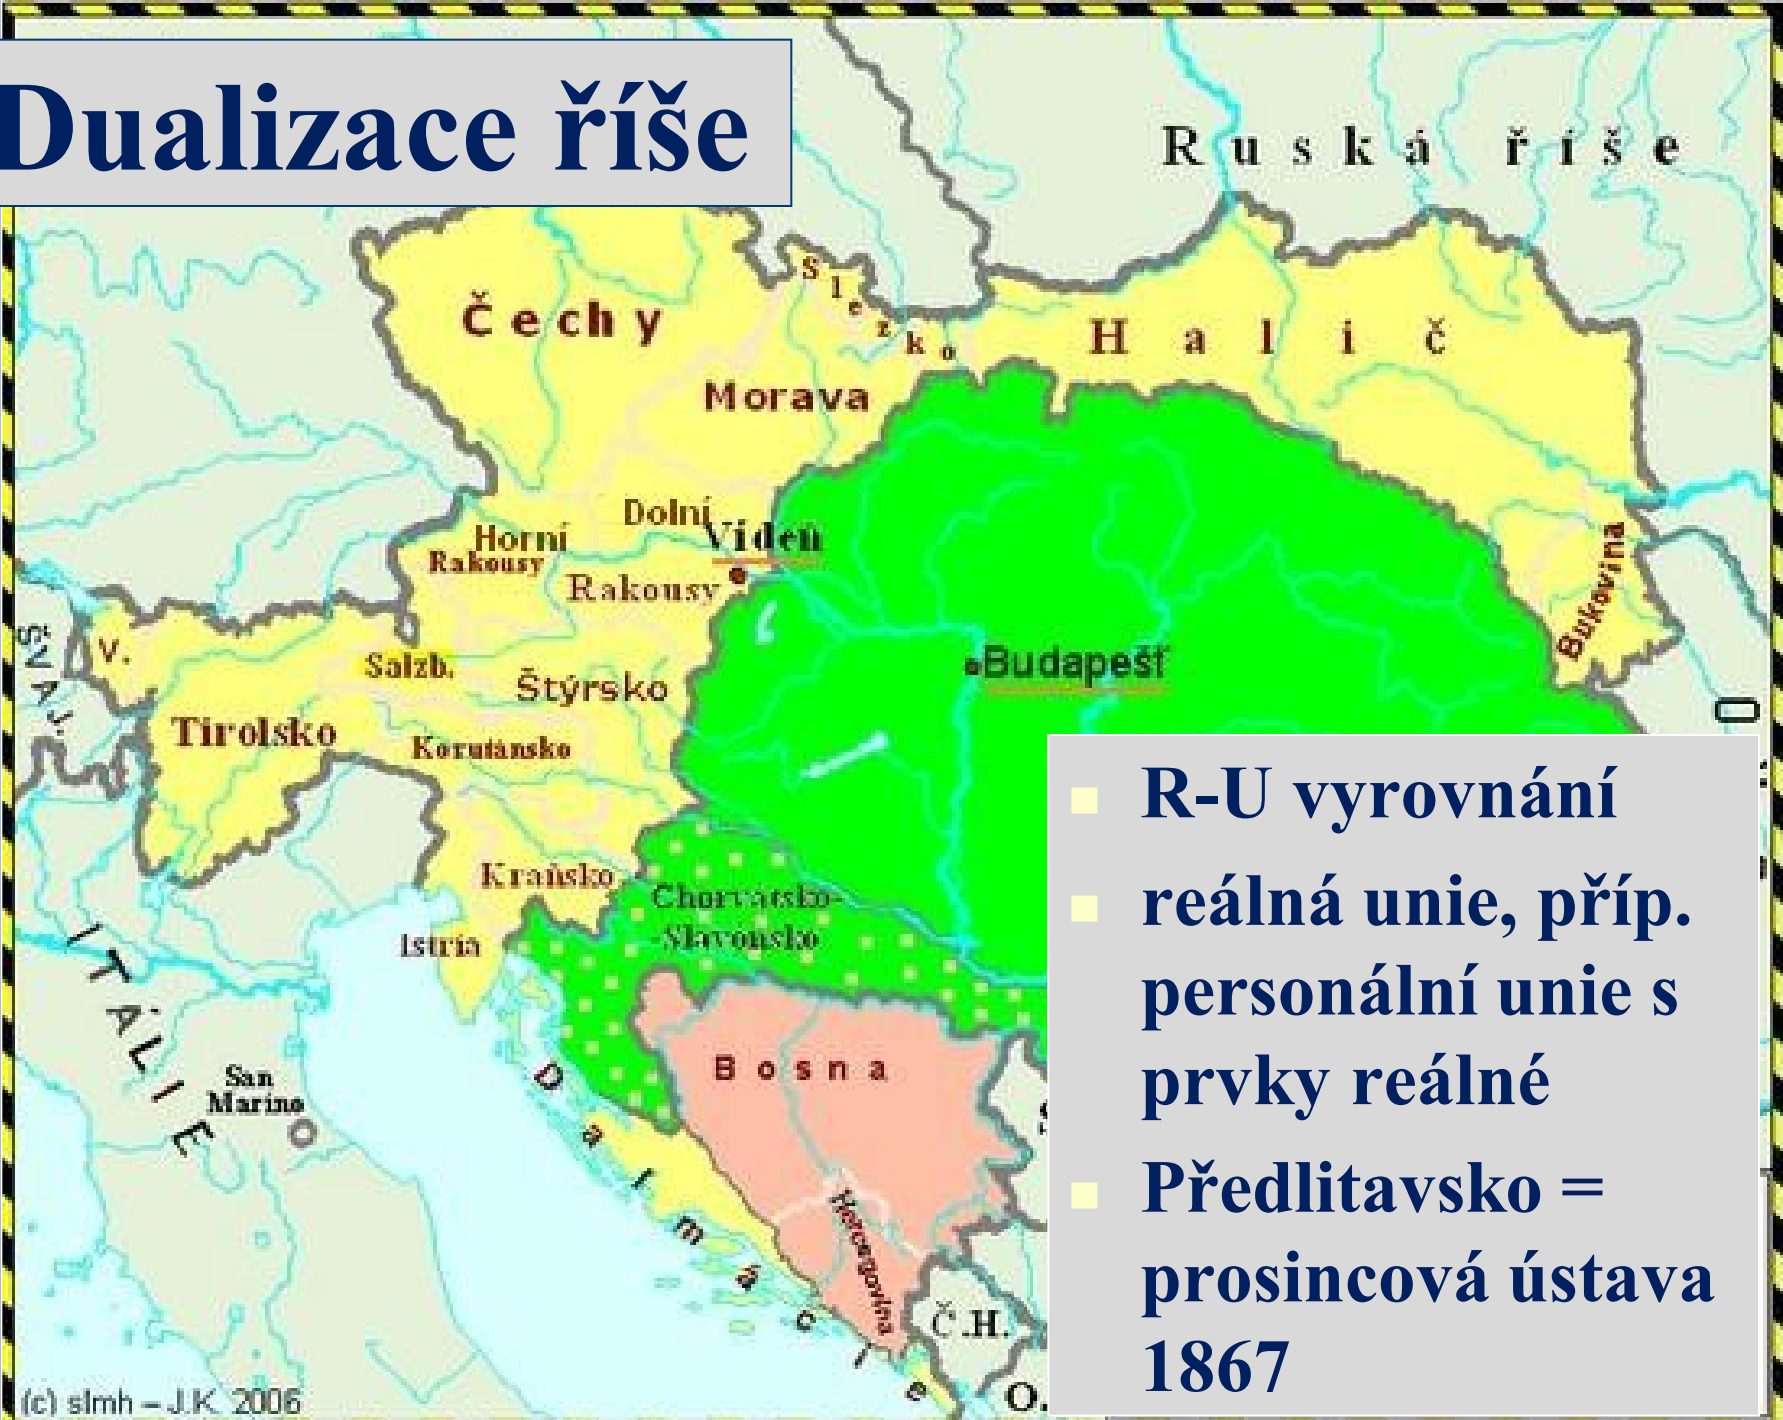 Dualizace říše
Ruská říše
Slezko
Čechy
Halič
Morava
Dolní
Vídeň
Horní
Rakousy
Rakousy
Bukovina
ŠVAJ.
V.
Salzb.
Štýrsko
Budapešť
Tirolsko
Korutansko
Kraňsko
Chorvatsko-
-Slavonsko
Istria
ITÁLIE
San
Marino
Bosna
Hercegovina
Dalmácie
Č.H.
O.
R-U vyrovnání
reálná unie, příp.
personální unie s
prvky reálné
Předlitavsko =
prosincová ústava
1867
(c) slmh – J.K. 2006